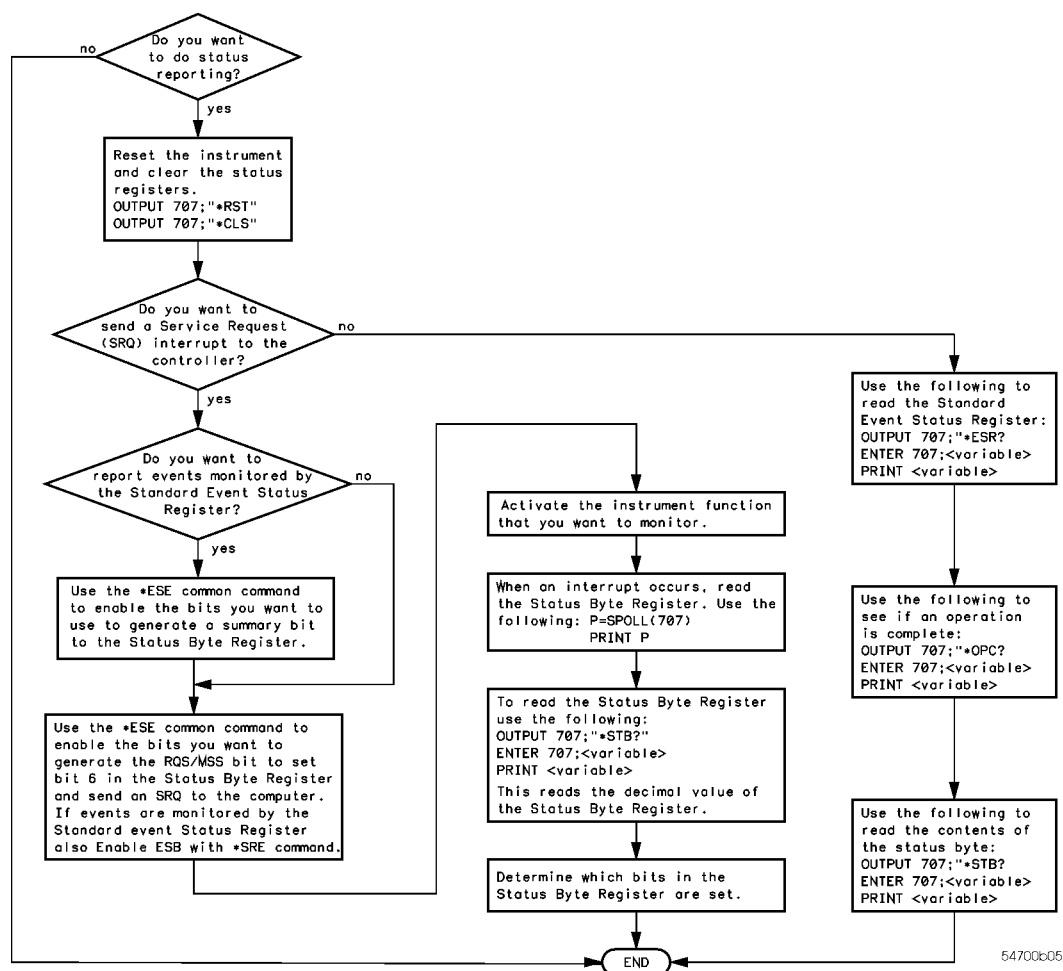 no
Do you want
to do status
reporting?
yes
Reset the instrument
and clear the status
registers.
OUTPUT 707;"*RST"
OUTPUT 707;"*CLS"
Do you want to
send a Service Request
(SRQ) interrupt to the
controller?
no
yes
Do you want to
report events monitored by
the Standard Event Status
Register?
no
yes
Use the *ESE common command
to enable the bits you want to
use to generate a summary bit
to the Status Byte Register.
Use the *ESE common command to
enable the bits you want to
generate the RQS/MSS bit to set
bit 6 in the Status Byte Register
and send an SRQ to the computer.
If events are monitored by the
Standard event Status Register
also Enable ESB with *SRE command.
Activate the instrument function
that you want to monitor.
When an interrupt occurs, read
the Status Byte Register. Use the
following: P=SPOLL(707)
PRINT P
To read the Status Byte Register
use the following:
OUTPUT 707;"*STB?"
ENTER 707;<variable>
PRINT <variable>
This reads the decimal value of
the Status Byte Register.
Determine which bits in the
Status Byte Register are set.
Use the following to
read the Standard
Event Status Register:
OUTPUT 707;"*ESR?
ENTER 707;<variable>
PRINT <variable>
Use the following to
see if an operation
is complete:
OUTPUT 707;"*OPC?
ENTER 707;<variable>
PRINT <variable>
Use the following to
read the contents of
the status byte:
OUTPUT 707;"*STB?
ENTER 707;<variable>
PRINT <variable>
END
54700b05